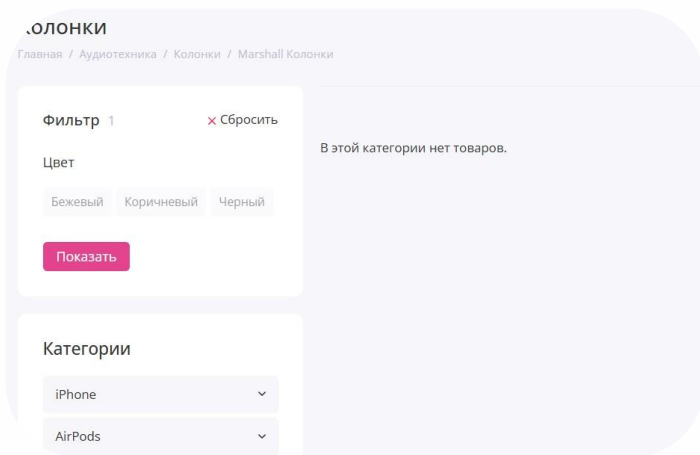 колонки
Главная / Аудиотехника / Колонки / Marshall Колонки
Фильтр 1
× Сбросить
В этой категории нет товаров.
Цвет
Бежевый Коричневый Черный
Показать
Категории
iPhone
AirPods